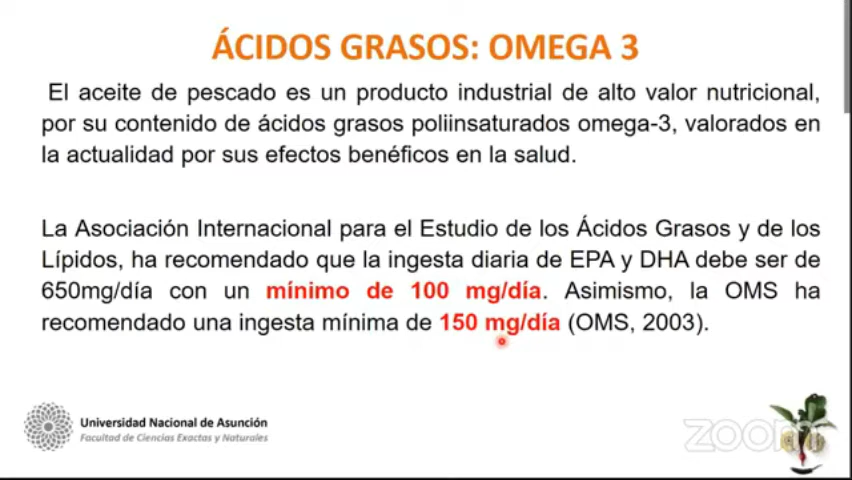 ÁCIDOS GRASOS: OMEGA 3
El aceite de pescado es un producto industrial de alto valor nutricional,
por su contenido de ácidos grasos poliinsaturados omega-3, valorados en
la actualidad por sus efectos benéficos en la salud.
La Asociación Internacional para el Estudio de los Ácidos Grasos y de los
Lípidos, ha recomendado que la ingesta diaria de EPA y DHA debe ser de
650mg/día con un mínimo de 100 mg/día. Asimismo, la OMS ha
recomendado una ingesta mínima de 150 mg/día (OMS, 2003).
Universidad Nacional de Asunción
Facultad de Ciencias Exactas y Naturales
zoom